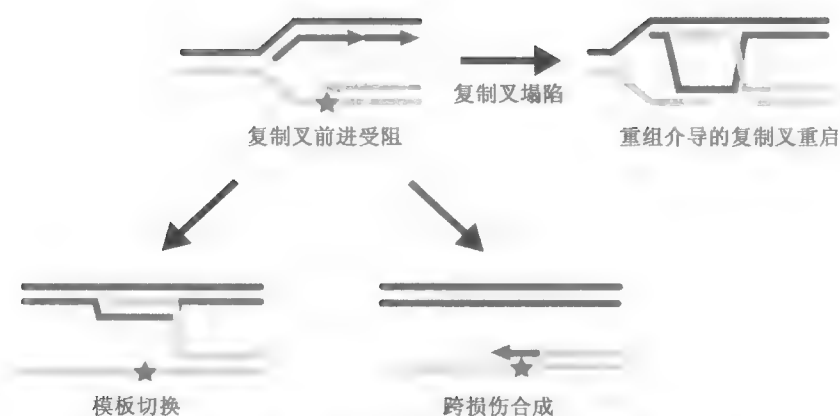 复制叉塌陷
复制叉前进受阻
重组介导的复制叉重启
模板切换
跨损伤合成